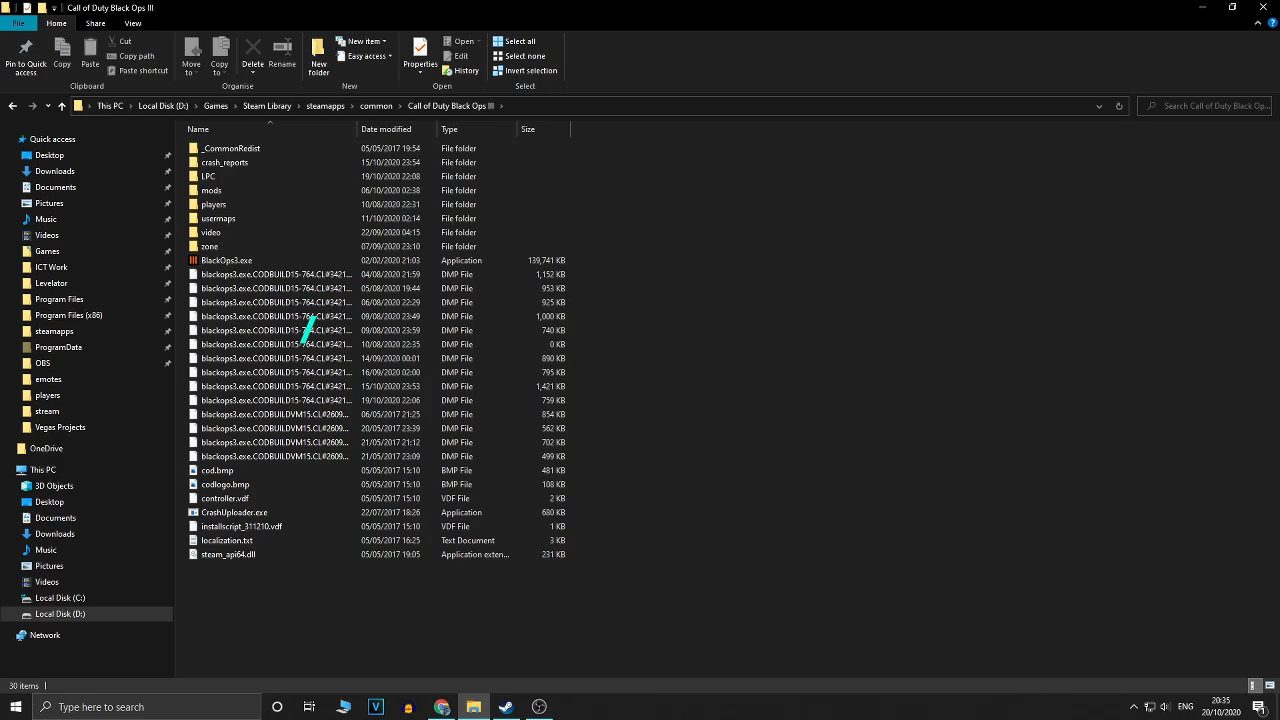 Call of Duty Black Ops III
File Home Share View
Pin to Quick access
Copy
Paste
Cut
Copy path
Paste shortcut
Clipboard
Move to
Copy to
Delete
Rename
Organise
New folder
New item
Easy access
New
Properties
Open
Edit
History
Open
Select all
Select none
Invert selection
Select
This PC Local Disk (D:) Games Steam Library steamapps common Call of Duty Black Ops III
Search Call of Duty Black Op...
Name Date modified Type Size
Quick access
Desktop
Downloads
Documents
Pictures
Music
Videos
Games
ICT Work
Levelator
Program Files
Program Files (x86)
steamapps
ProgramData
OBS
emotes
players
stream
Vegas Projects
OneDrive
This PC
3D Objects
Desktop
Documents
Downloads
Music
Pictures
Videos
Local Disk (C:)
Local Disk (D:)
Network
_CommonRedist 05/05/2017 19:54 File folder
crash_reports 15/10/2020 23:54 File folder
LPC 19/10/2020 22:08 File folder
mods 06/10/2020 02:38 File folder
players 10/08/2020 22:31 File folder
usermaps 11/10/2020 02:14 File folder
video 22/09/2020 04:15 File folder
zone 07/09/2020 23:10 File folder
BlackOps3.exe 02/02/2020 21:03 Application 139,741 KB
blackops3.exe.CODBUILD15-764.CL#3421... 04/08/2020 21:59 DMP File 1,152 KB
blackops3.exe.CODBUILD15-764.CL#3421... 05/08/2020 19:44 DMP File 953 KB
blackops3.exe.CODBUILD15-764.CL#3421... 06/08/2020 22:29 DMP File 925 KB
blackops3.exe.CODBUILD15-764.CL#3421... 09/08/2020 23:49 DMP File 1,000 KB
blackops3.exe.CODBUILD15-764.CL#3421... 09/08/2020 23:59 DMP File 740 KB
blackops3.exe.CODBUILD15-764.CL#3421... 10/08/2020 22:35 DMP File 0 KB
blackops3.exe.CODBUILD15-764.CL#3421... 14/09/2020 00:01 DMP File 890 KB
blackops3.exe.CODBUILD15-764.CL#3421... 16/09/2020 02:00 DMP File 795 KB
blackops3.exe.CODBUILD15-764.CL#3421... 15/10/2020 23:53 DMP File 1,421 KB
blackops3.exe.CODBUILD15-764.CL#3421... 19/10/2020 22:06 DMP File 640 KB
blackops3.exe.CODBUILDVM15.CL#2609... 06/05/2017 21:25 DMP File 854 KB
blackops3.exe.CODBUILDVM15.CL#2609... 20/05/2017 23:39 DMP File 562 KB
blackops3.exe.CODBUILDVM15.CL#2609... 21/05/2017 21:12 DMP File 702 KB
blackops3.exe.CODBUILDVM15.CL#2609... 21/05/2017 23:09 DMP File 499 KB
cod.bmp 05/05/2017 15:10 BMP File 481 KB
codlogo.bmp 05/05/2017 15:10 BMP File 108 KB
controller.vdf 05/05/2017 15:10 VDF File 2 KB
CrashUploader.exe 22/07/2017 18:26 Application 680 KB
installscript_311210.vdf 05/05/2017 15:10 VDF File 1 KB
localization.txt 05/05/2017 16:25 Text Document 3 KB
steam_api64.dll 05/05/2017 19:05 Application exten... 231 KB
30 items
Type here to search
ENG
20:35
20/10/2020